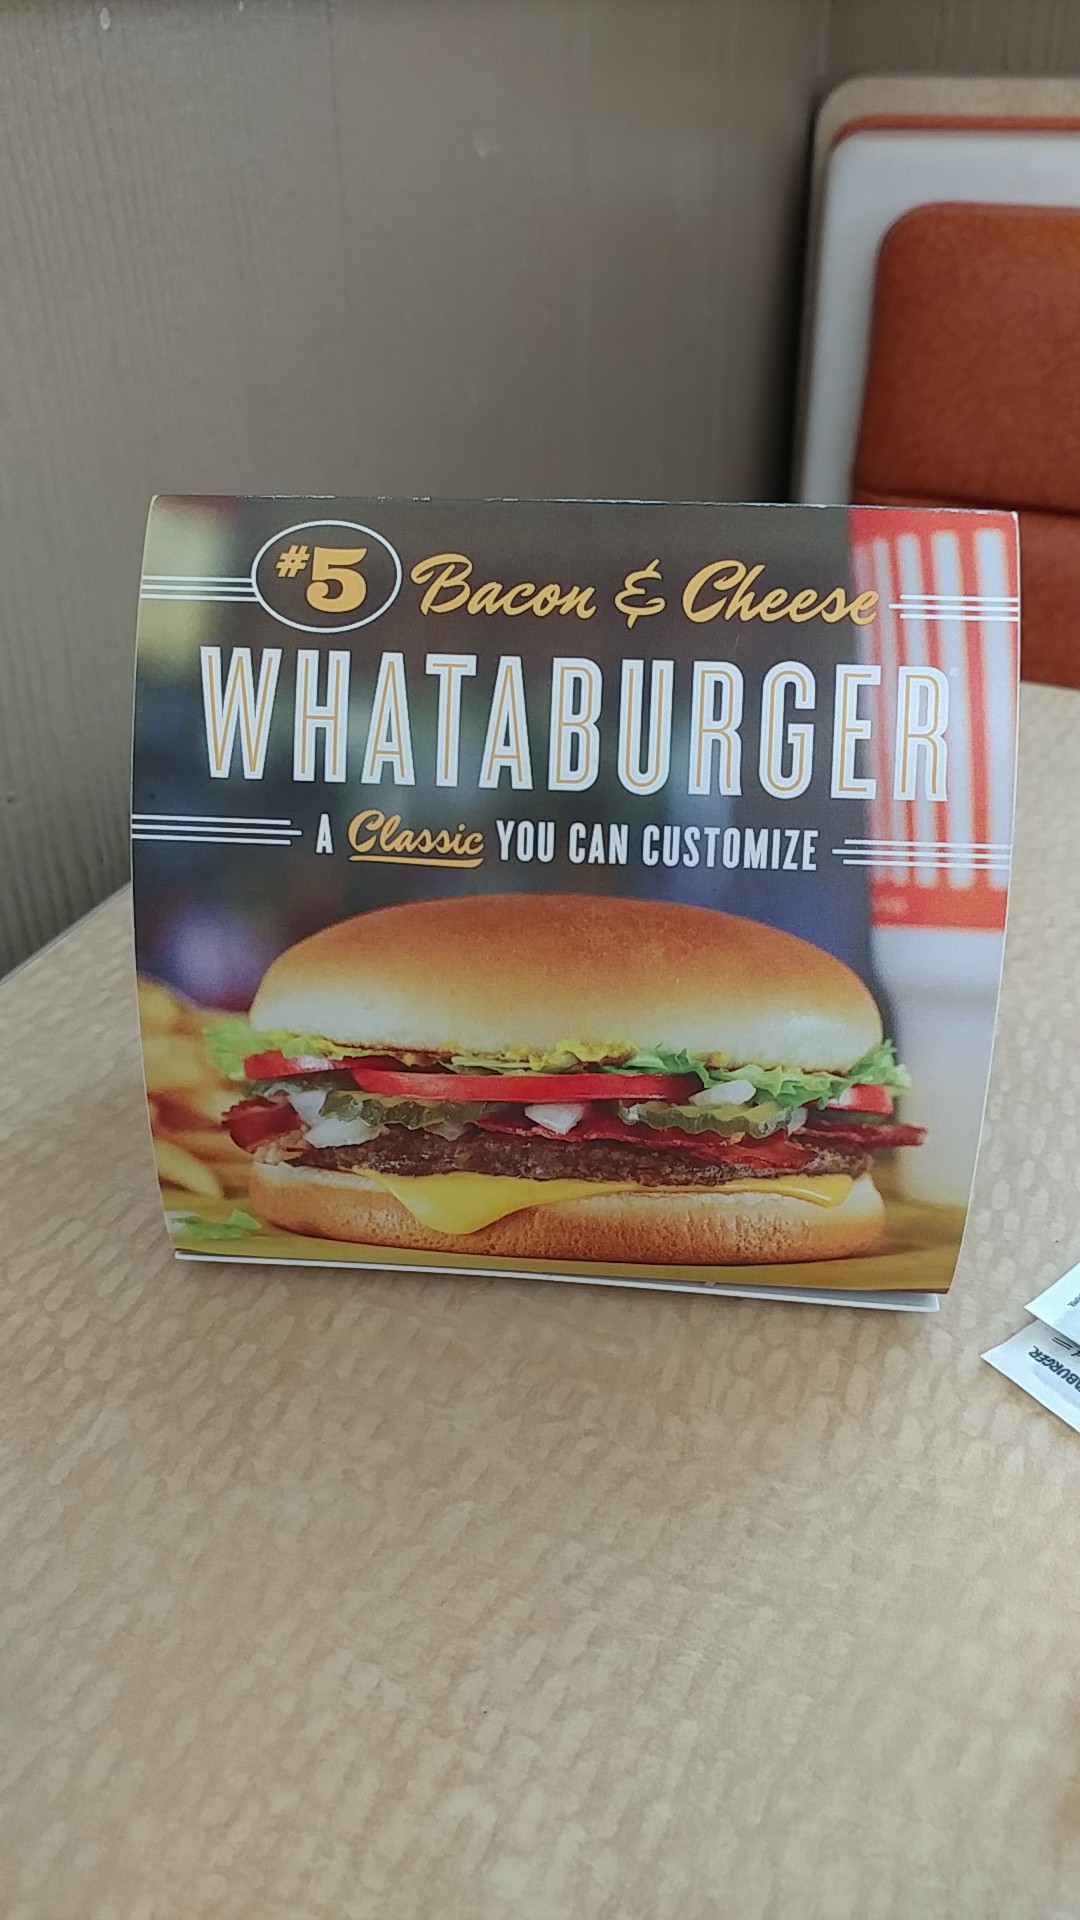 #5 Bacon & Cheese
WHATABURGER®
A Classic YOU CAN CUSTOMIZE